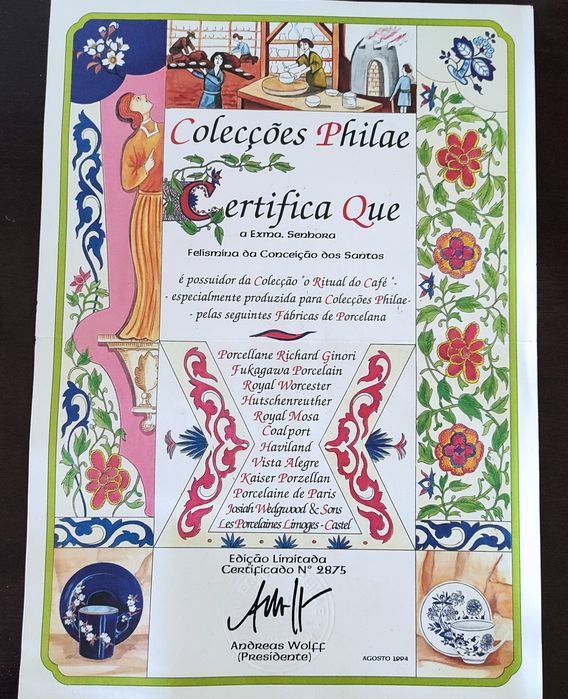 Colecções Philae
Certifica Que
a Exma. Senhora
Felismina da Conceição dos Santos
é possuidor da Colecção "o Ritual do Café"-
- especialmente produzida para Colecções Philae-
- pelas seguintes Fábricas de Porcelana
Porcellane Richard Ginori
Fukagawa Porcelain
Royal Worcester
Hutschenreuther
Royal Mosa
Coalport
Haviland
Vista Alegre
Kaiser Porzellan
Porcelaine de Paris
Josiah Wedgwood & Sons
Les Porcelaines Limoges - Castel
Edição Limitada
Certificado Nº 2875
Andreas Wolff
(Presidente)
AGOSTO 1994